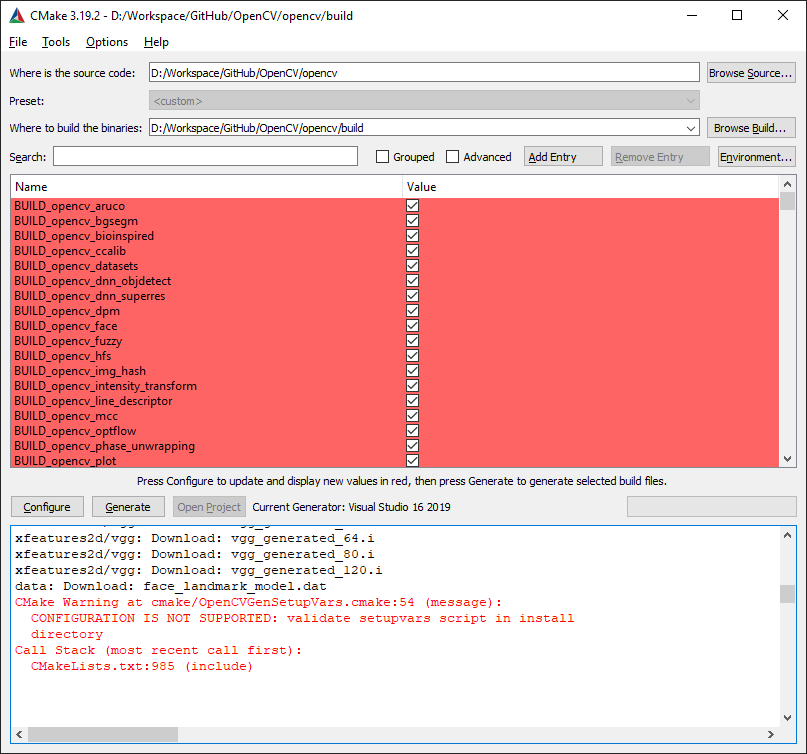 CMake 3.19.2 - D:/Workspace/GitHub/OpenCV/opencv/build
File Tools Options Help
Where is the source code: D:/Workspace/GitHub/OpenCV/opencv Browse Source...
Preset: <custom>
Where to build the binaries: D:/Workspace/GitHub/OpenCV/opencv/build Browse Build...
Search: Grouped Advanced Add Entry Remove Entry Environment...
Name Value
BUILD_opencv_aruco
BUILD_opencv_bgsegm
BUILD_opencv_bioinspired
BUILD_opencv_ccalib
BUILD_opencv_datasets
BUILD_opencv_dnn_objdetect
BUILD_opencv_dnn_superres
BUILD_opencv_dpm
BUILD_opencv_face
BUILD_opencv_fuzzy
BUILD_opencv_hfs
BUILD_opencv_img_hash
BUILD_opencv_intensity_transform
BUILD_opencv_line_descriptor
BUILD_opencv_mcc
BUILD_opencv_optflow
BUILD_opencv_phase_unwrapping
BUILD_opencv_plot
Press Configure to update and display new values in red, then press Generate to generate selected build files.
Configure Generate Open Project Current Generator: Visual Studio 16 2019
xfeatures2d/vgg: Download: vgg_generated_64.i
xfeatures2d/vgg: Download: vgg_generated_80.i
xfeatures2d/vgg: Download: vgg_generated_120.i
data: Download: face_landmark_model.dat
CMake Warning at cmake/OpenCVGenSetupVars.cmake:54 (message):
CONFIGURATION IS NOT SUPPORTED: validate setupvars script in install
directory
Call Stack (most recent call first):
CMakeLists.txt:985 (include)